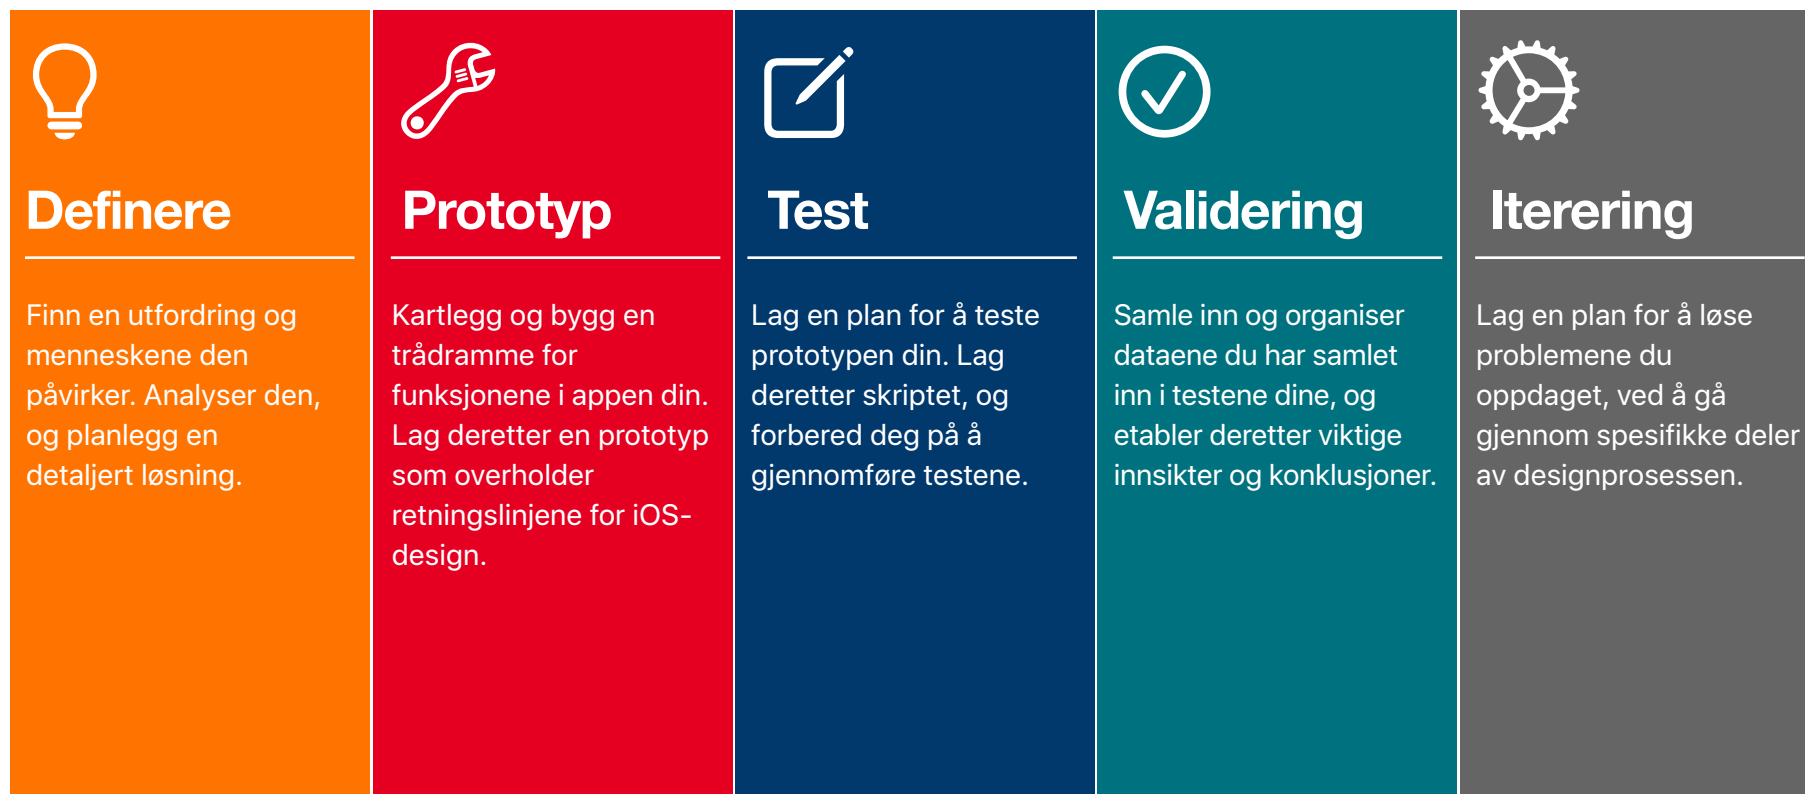 Definere
Finn en utfordring og
menneskene den
påvirker. Analyser den,
og planlegg en
detaljert løsning.
Prototyp
Kartlegg og bygg en
trådramme for
funksjonene i appen din.
Lag deretter en prototyp
som overholder
retningslinjene for iOS-
design.
Test
Lag en plan for å teste
prototypen din. Lag
deretter skriptet, og
forbered deg på å
gjennomføre testene.
Validering
Samle inn og organiser
dataene du har samlet
inn i testene dine, og
etabler deretter viktige
innsikter og konklusjoner.
Iterering
Lag en plan for å løse
problemene du
oppdaget, ved å gå
gjennom spesifikke deler
av designprosessen.